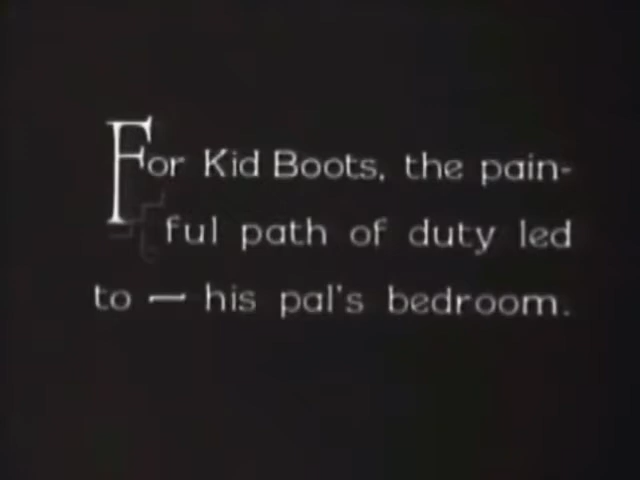 For Kid Boots, the pain-
ful path of duty led
to — his pal's bedroom.